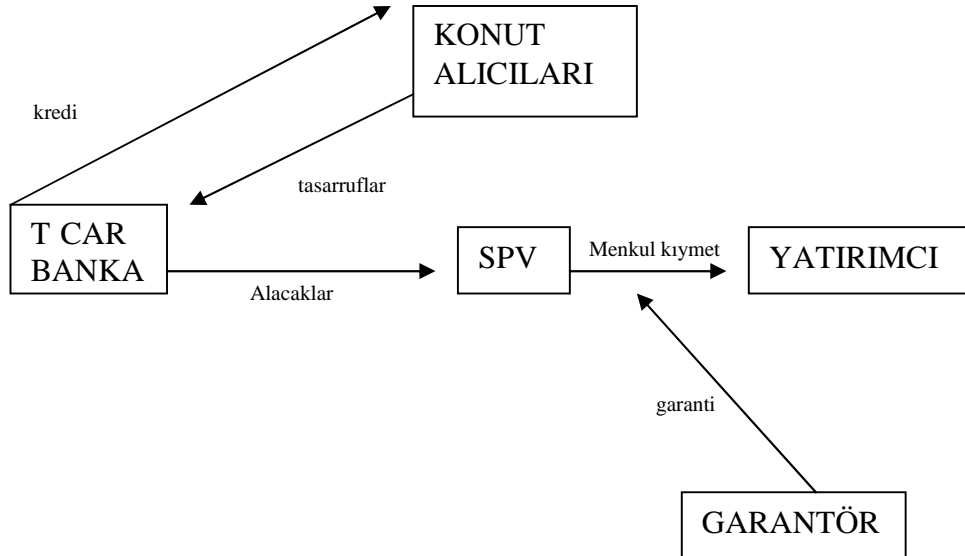 KONUT
ALICILARI
kredi
tasarruflar
T CAR
BANKA
Alacaklar
SPV
Menkul kıymet
YATIRIMCI
garanti
GARANTÖR